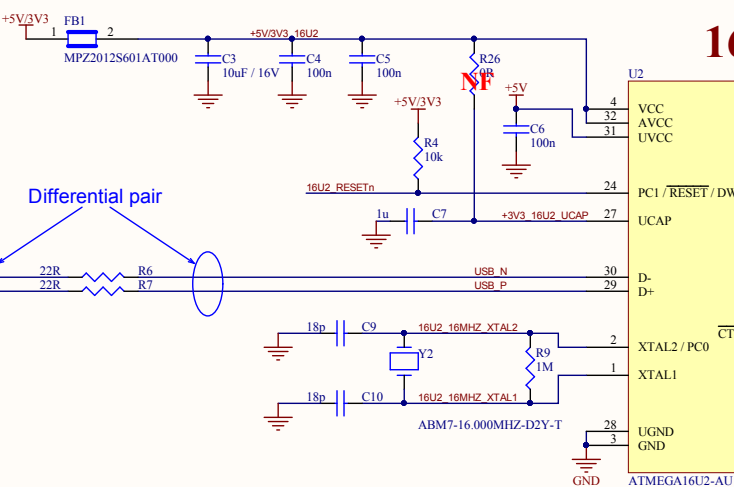 +5V/3V3
FB1
1
2
MPZ2012S601AT000
+5V/3V3_16U2
C3
10uF / 16V
C4
100n
C5
100n
R26
0R
NF
16
U2
+5V
C6
100n
+5V/3V3
R4
10k
4
VCC
32
AVCC
31
UVCC
16U2_RESETn
24
PC1 / RESET / DW
1u
C7
+3V3_16U2_UCAP
27
UCAP
Differential pair
22R
R6
USB_N
30
D-
22R
R7
USB_P
29
D+
18p
C9
16U2_16MHZ_XTAL2
2
XTAL2 / PC0
CT
Y2
R9
1M
1
XTAL1
18p
C10
16U2_16MHZ_XTAL1
ABM7-16.000MHZ-D2Y-T
28
UGND
3
GND
GND
ATMEGA16U2-AU